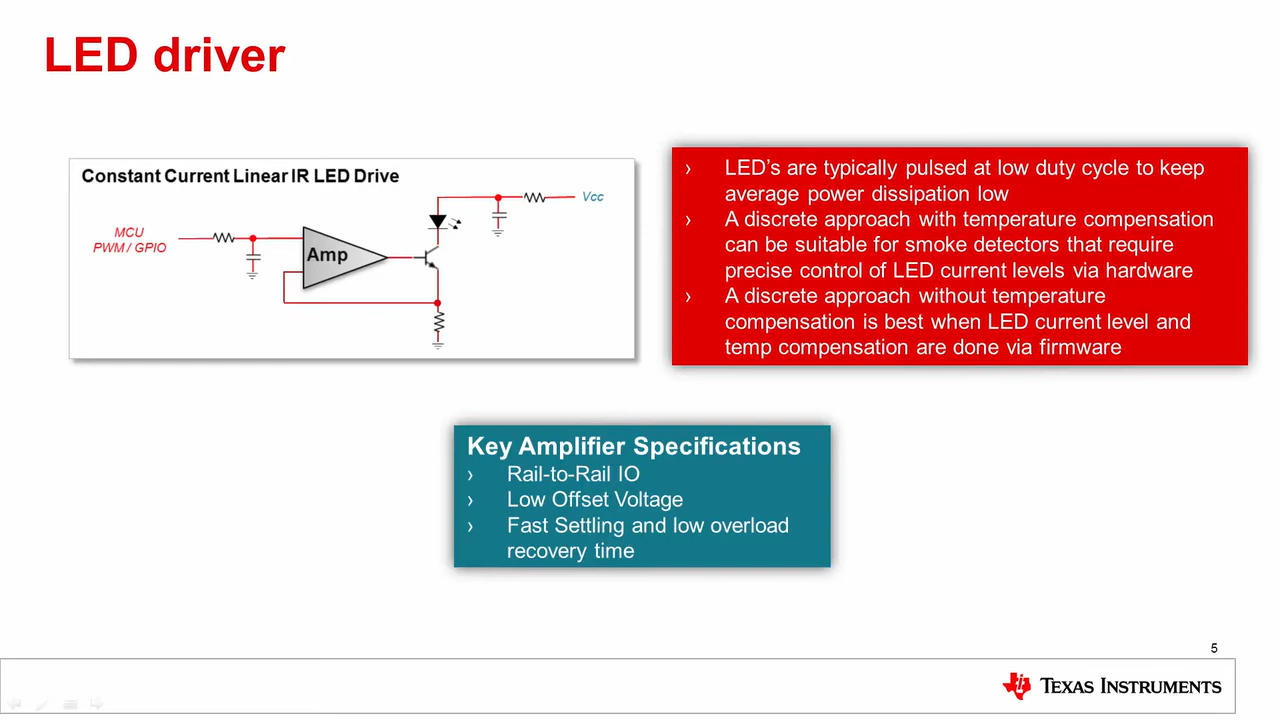 LED driver
Constant Current Linear IR LED Drive
Vcc
MCU
PWM / GPIO
Amp
› LED’s are typically pulsed at low duty cycle to keep
average power dissipation low
› A discrete approach with temperature compensation
can be suitable for smoke detectors that require
precise control of LED current levels via hardware
› A discrete approach without temperature
compensation is best when LED current level and
temp compensation are done via firmware
Key Amplifier Specifications
› Rail-to-Rail IO
› Low Offset Voltage
› Fast Settling and low overload
recovery time
5
TEXAS INSTRUMENTS